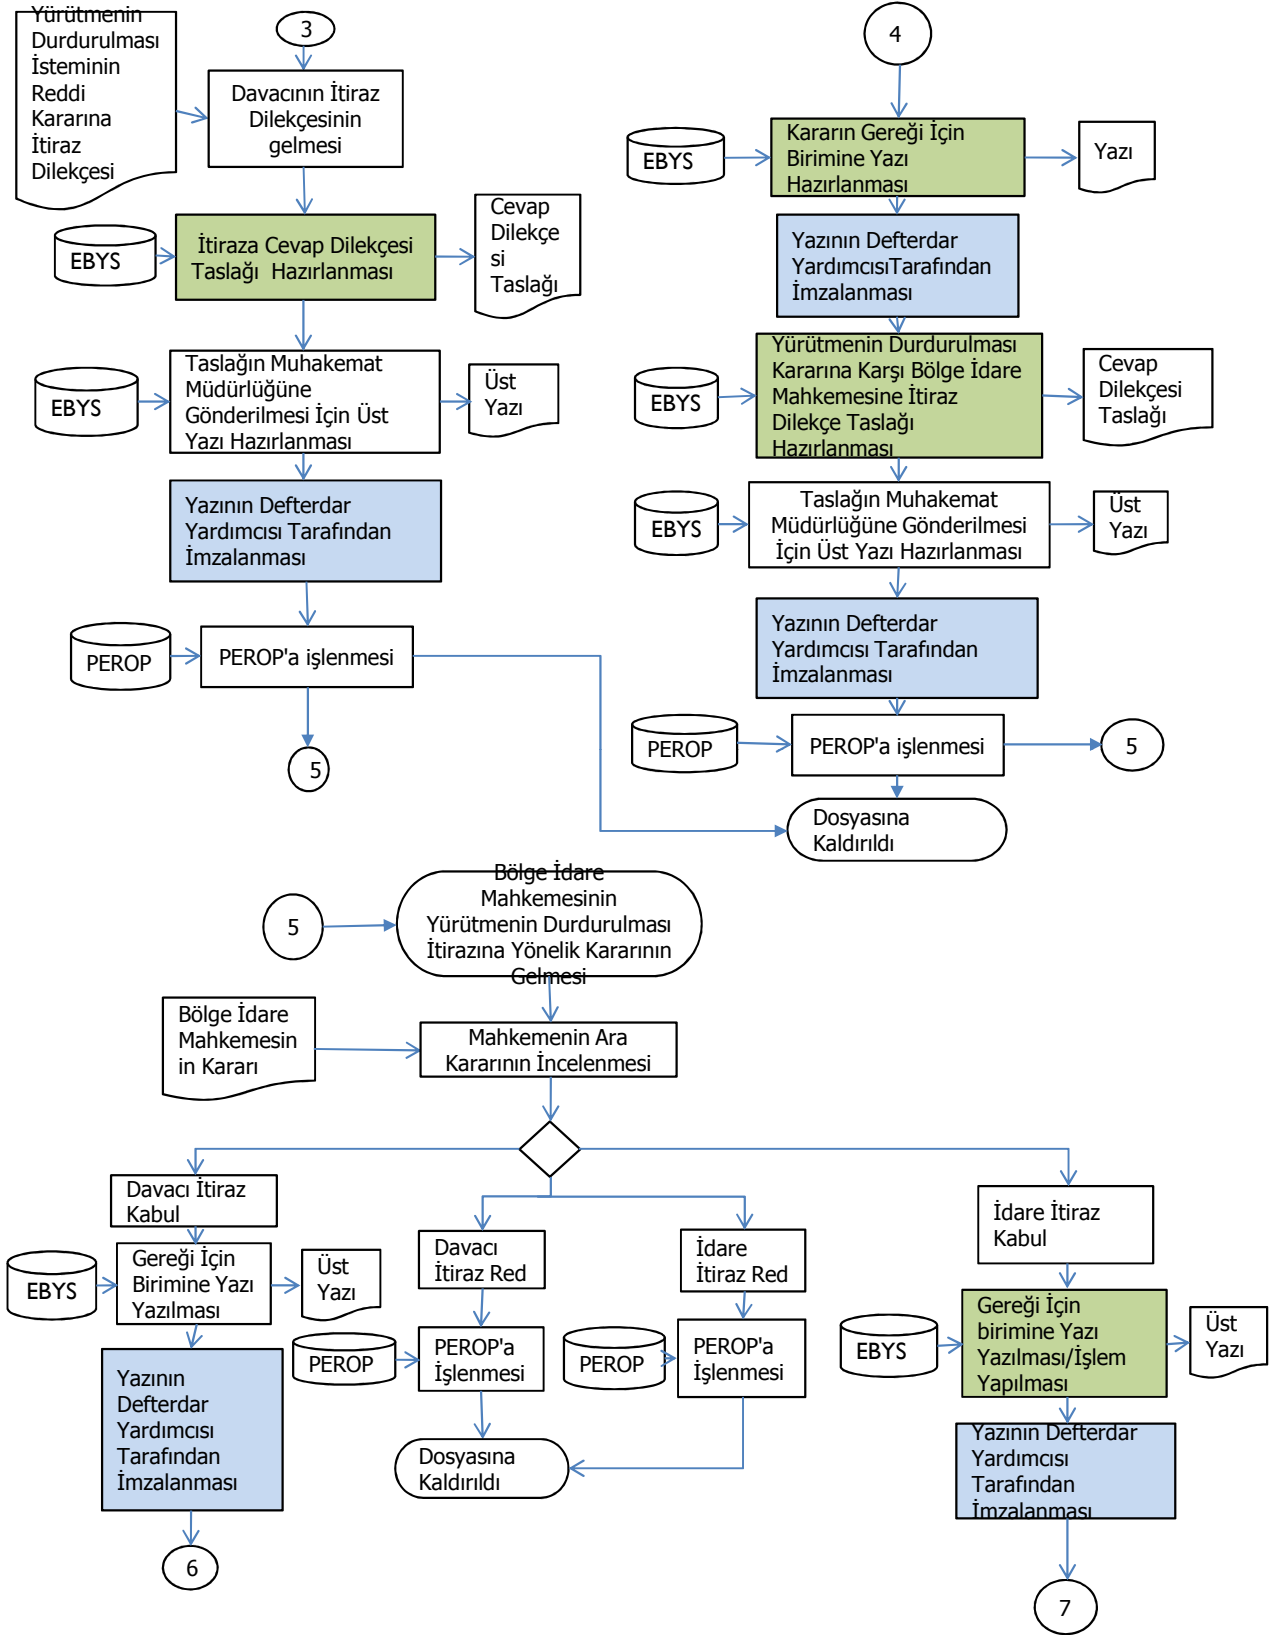 Yürütmenin
Durdurulması
İsteminin
Reddi
Kararına
İtiraz
Dilekçesi
3
Davacının İtiraz
Dilekçesinin
gelmesi
EBYS
İtiraza Cevap Dilekçesi
Taslağı Hazırlanması
Cevap
Dilekçe
si
Taslağı
EBYS
Taslağın Muhakemat
Müdürlüğüne
Gönderilmesi İçin Üst
Yazı Hazırlanması
Üst
Yazı
Yazının Defterdar
Yardımcısı Tarafından
İmzalanması
PEROP
PEROP'a işlenmesi
5
4
EBYS
Kararın Gereği İçin
Birimine Yazı
Hazırlanması
Yazı
Yazının Defterdar
YardımcısıTarafından
İmzalanması
EBYS
Yürütmenin Durdurulması
Kararına Karşı Bölge İdare
Mahkemesine İtiraz
Dilekçe Taslağı
Hazırlanması
Cevap
Dilekçesi
Taslağı
EBYS
Taslağın Muhakemat
Müdürlüğüne Gönderilmesi
İçin Üst Yazı Hazırlanması
Üst
Yazı
Yazının Defterdar
Yardımcısı Tarafından
İmzalanması
PEROP
PEROP'a işlenmesi
5
Dosyasına
Kaldırıldı
5
Bölge İdare
Mahkemesinin
Yürütmenin Durdurulması
İtirazına Yönelik Kararının
Gelmesi
Bölge İdare
Mahkemesin
in Kararı
Mahkemenin Ara
Kararının İncelenmesi
Davacı İtiraz
Kabul
EBYS
Gereği İçin
Birimine Yazı
Yazılması
Üst
Yazı
Yazının
Defterdar
Yardımcısı
Tarafından
İmzalanması
6
Davacı
İtiraz Red
PEROP
PEROP'a
İşlenmesi
Dosyasına
Kaldırıldı
İdare
İtiraz Red
PEROP
PEROP'a
İşlenmesi
İdare İtiraz
Kabul
EBYS
Gereği İçin
birimine Yazı
Yazılması/İşlem
Yapılması
Üst
Yazı
Yazının Defterdar
Yardımcısı
Tarafından
İmzalanması
7